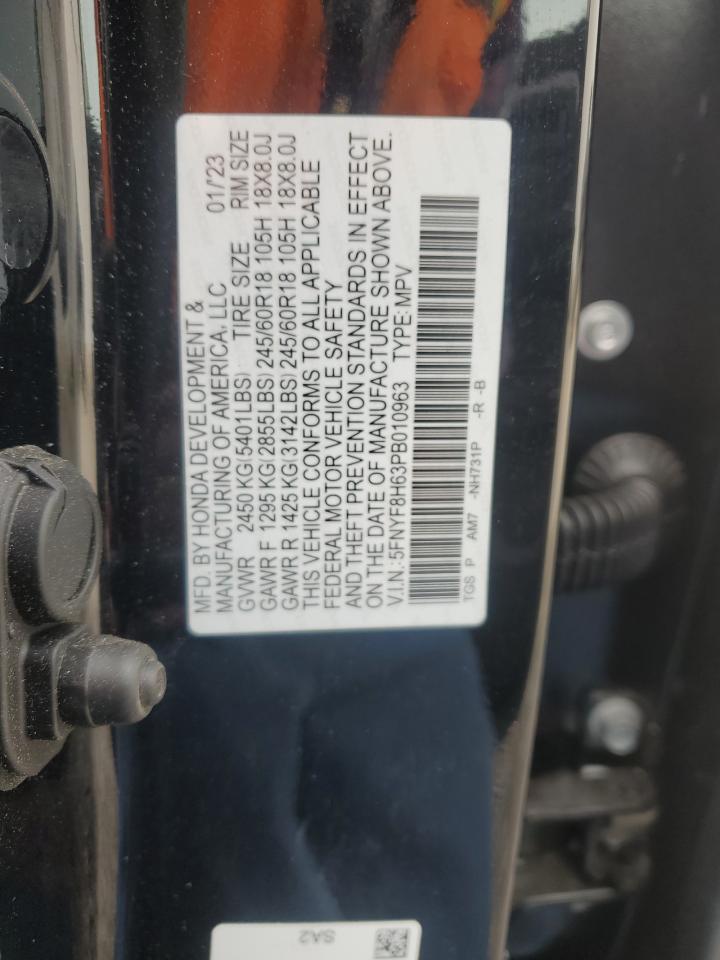 MFD. BY HONDA DEVELOPMENT &
MANUFACTURING OF AMERICA, LLC 01/'23
GVWR 2450 KG(5401LBS) TIRE SIZE RIM SIZE
GAWR F 1295 KG(2855LBS) 245/60R18 105H 18X8.0J
GAWR R 1425 KG(3142LBS) 245/60R18 105H 18X8.0J
THIS VEHICLE CONFORMS TO ALL APPLICABLE
FEDERAL MOTOR VEHICLE SAFETY
AND THEFT PREVENTION STANDARDS IN EFFECT
ON THE DATE OF MANUFACTURE SHOWN ABOVE.
V.I.N.:5FNYF8H63PB010963 TYPE:MPV
TGS P AM7 -NH731P -R -B
SA2